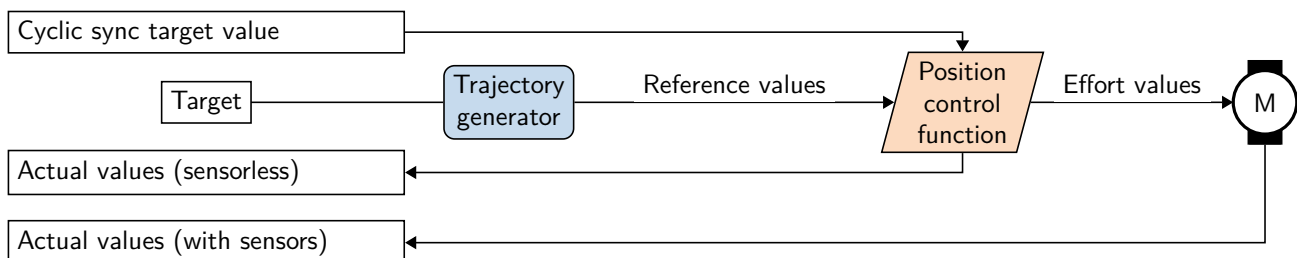 Cyclic sync target value
Target
Trajectory
generator
Reference values
Position
control
function
Effort values
M
Actual values (sensorless)
Actual values (with sensors)